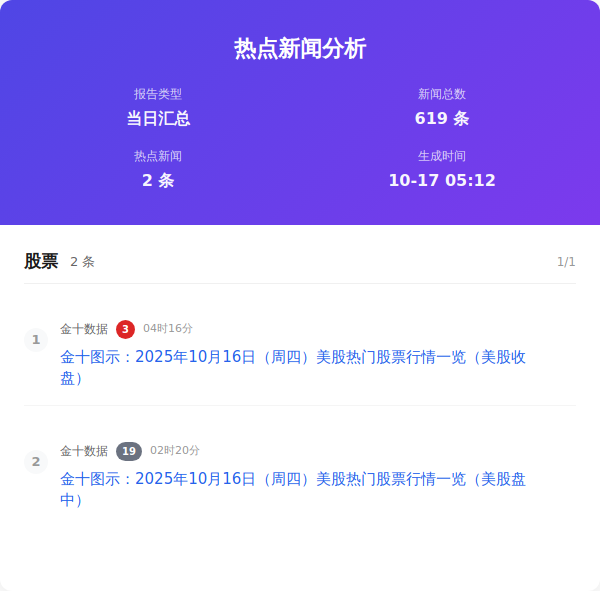 热点新闻分析
报告类型
新闻总数
当日汇总
619 条
热点新闻
生成时间
2 条
10-17 05:12
股票 2 条 1/1
1 金十数据 3 04时16分
金十图示：2025年10月16日（周四）美股热门股票行情一览（美股收
盘）
2 金十数据 19 02时20分
金十图示：2025年10月16日（周四）美股热门股票行情一览（美股盘
中）